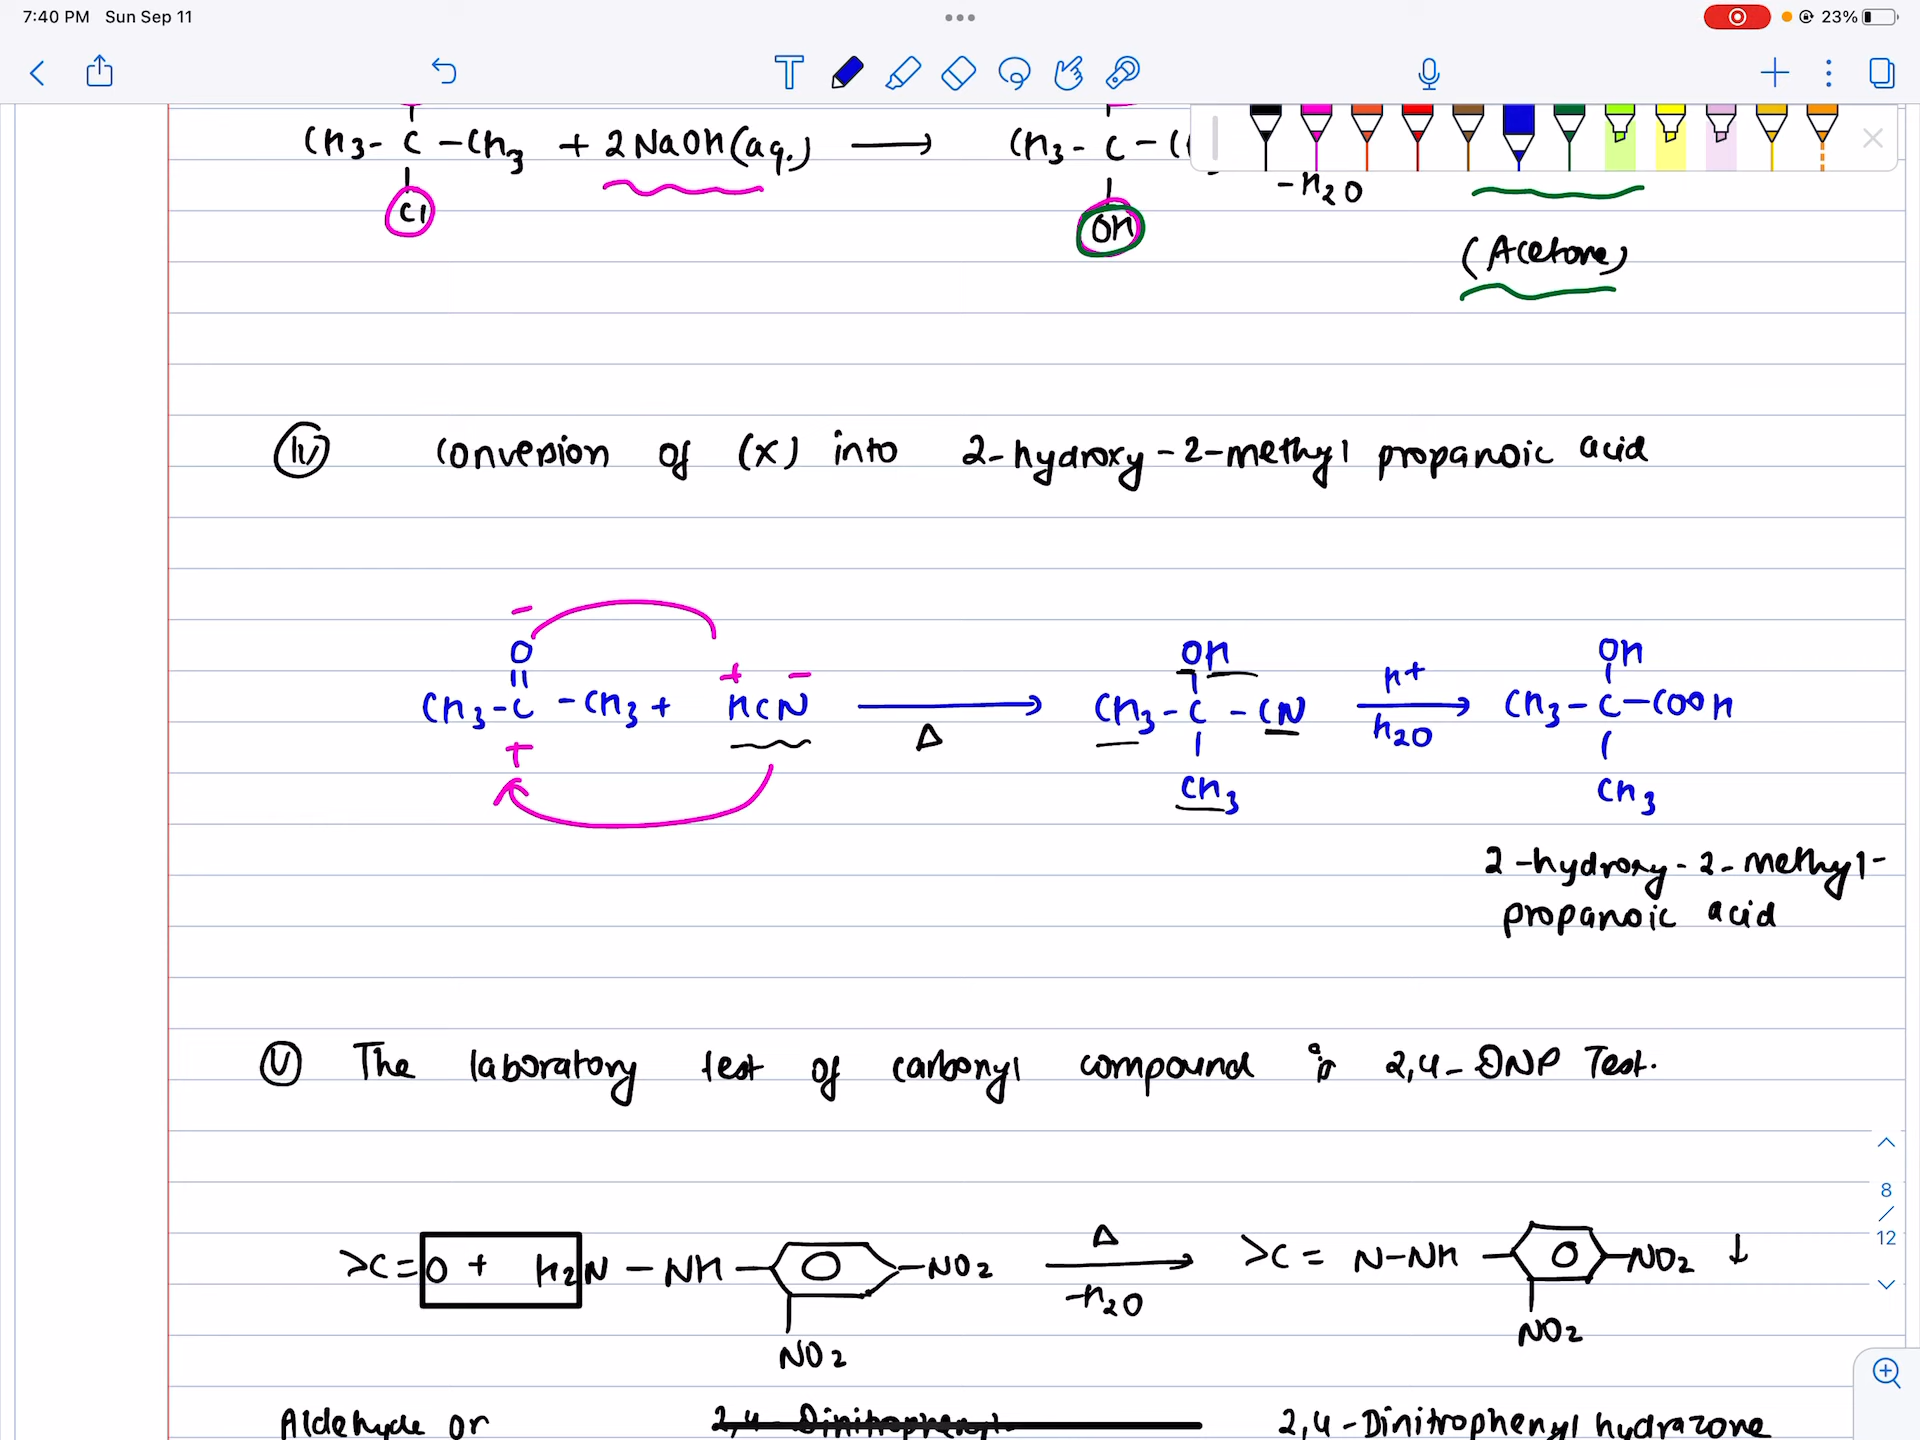 7:40 PM Sun Sep 11
23%
CH3- C -CH3 + 2NaOH(aq.) ⟶ CH3- C -C
Cl
-H2O
OH
(Acetone)
(iv) Conversion of (X) into 2-hydroxy-2-methyl propanoic acid
-
O OH OH
|| + - H+
CH3-C-CH3 + HCN ⟶ CH3-C-CN ⟶ CH3-C-COOH
+ Δ H2O
CH3 CH3
2-hydroxy-2-methyl-
propanoic acid
(v) The laboratory test of carbonyl compound is 2,4-DNP Test.
8
/
12
Δ
>C=O + H2N-NH- -NO2 ⟶ >C=N-NH- -NO2 ↓
-H2O
NO2 NO2
Aldehyde or 2,4-Dinitrophenyl 2,4-Dinitrophenyl hydrazone